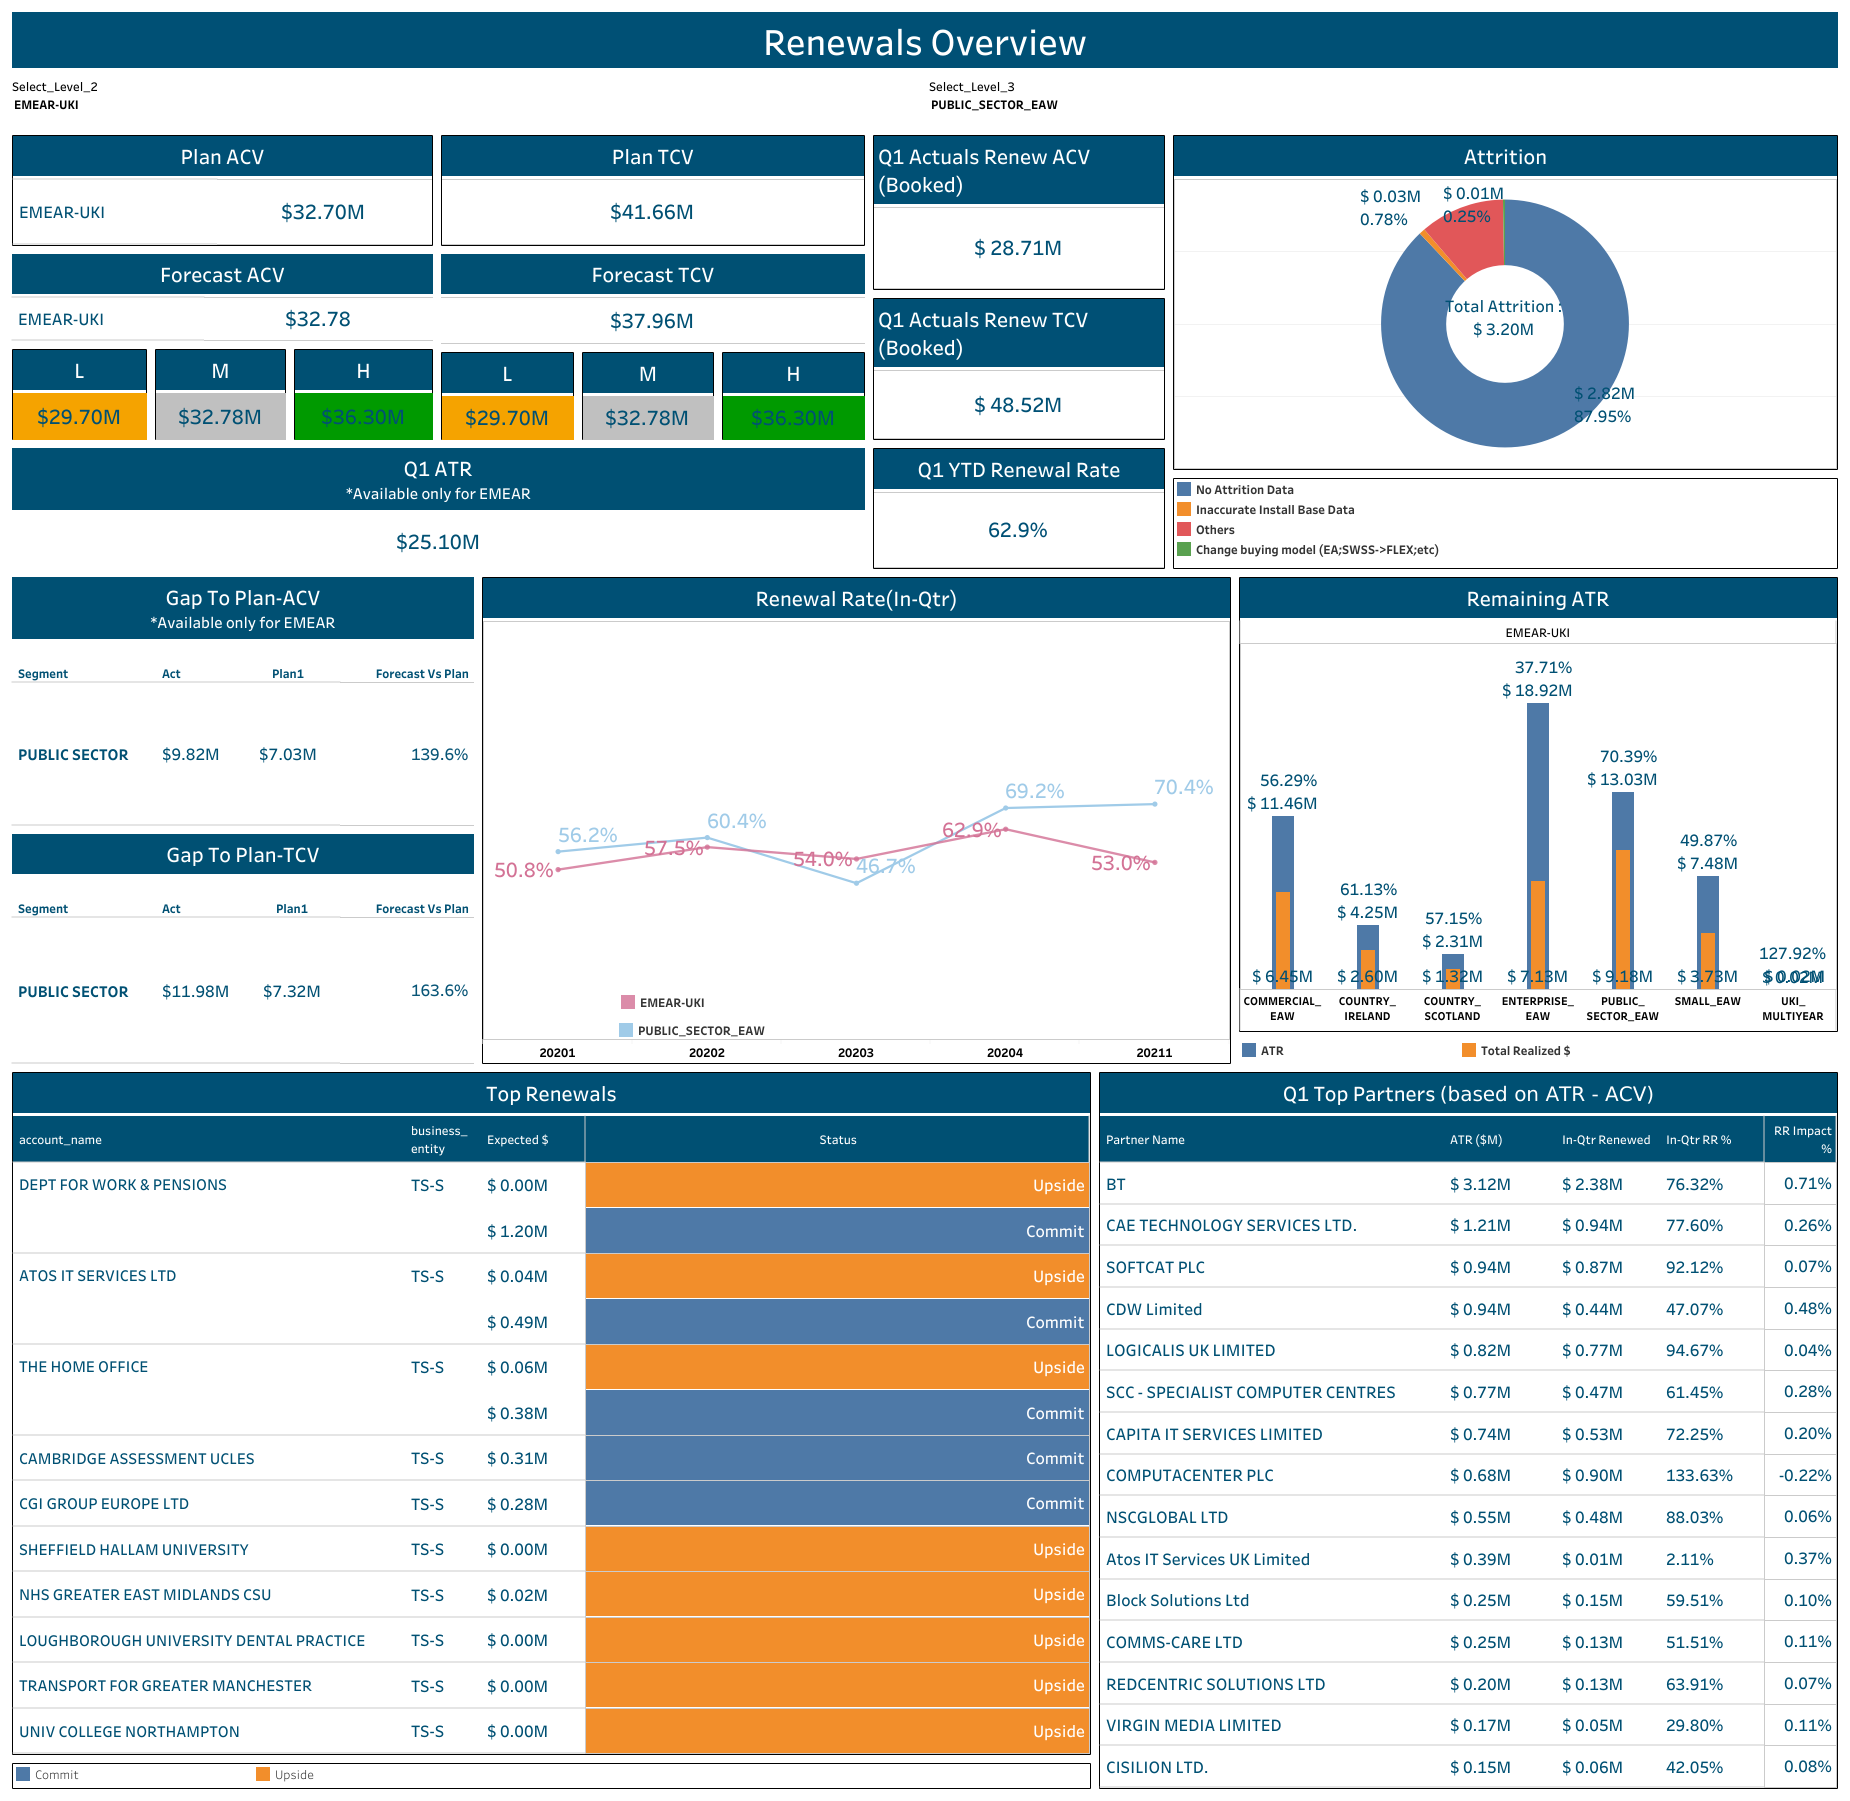 Renewals Overview
Select_Level_2
EMEAR-UKI
Select_Level_3
PUBLIC_SECTOR_EAW
Plan ACV
EMEAR-UKI $32.70M
Plan TCV
$41.66M
Q1 Actuals Renew ACV
(Booked)
$ 28.71M
Forecast ACV
EMEAR-UKI $32.78
Forecast TCV
$37.96M
L M H
$29.70M $32.78M $36.30M
L M H
$29.70M $32.78M $36.30M
Q1 Actuals Renew TCV
(Booked)
$ 48.52M
Q1 ATR
*Available only for EMEAR
$25.10M
Q1 YTD Renewal Rate
62.9%
Attrition
$ 0.03M
0.78%
$ 0.01M
0.25%
Total Attrition :
$ 3.20M
$ 2.82M
87.95%
No Attrition Data
Inaccurate Install Base Data
Others
Change buying model (EA;SWSS->FLEX;etc)
Gap To Plan-ACV
*Available only for EMEAR
Segment Act Plan1 Forecast Vs Plan
PUBLIC SECTOR $9.82M $7.03M 139.6%
Gap To Plan-TCV
Segment Act Plan1 Forecast Vs Plan
PUBLIC SECTOR $11.98M $7.32M 163.6%
Renewal Rate(In-Qtr)
56.2% 60.4% 46.7% 69.2% 70.4%
50.8% 57.5% 54.0% 62.9% 53.0%
EMEAR-UKI
PUBLIC_SECTOR_EAW
20201 20202 20203 20204 20211
Remaining ATR
EMEAR-UKI
56.29%
$ 11.46M
61.13%
$ 4.25M
57.15%
$ 2.31M
37.71%
$ 18.92M
70.39%
$ 13.03M
49.87%
$ 7.48M
127.92%
$ 6.45M $ 2.60M $ 1.32M $ 7.13M $ 9.18M $ 3.73M
COMMERCIAL_
EAW
COUNTRY_
IRELAND
COUNTRY_
SCOTLAND
ENTERPRISE_
EAW
PUBLIC_
SECTOR_EAW
SMALL_EAW
UKI_
MULTIYEAR
ATR Total Realized $
Top Renewals
account_name business_
entity Expected $ Status
DEPT FOR WORK & PENSIONS TS-S $ 0.00M Upside
$ 1.20M Commit
ATOS IT SERVICES LTD TS-S $ 0.04M Upside
$ 0.49M Commit
THE HOME OFFICE TS-S $ 0.06M Upside
$ 0.38M Commit
CAMBRIDGE ASSESSMENT UCLES TS-S $ 0.31M Commit
CGI GROUP EUROPE LTD TS-S $ 0.28M Commit
SHEFFIELD HALLAM UNIVERSITY TS-S $ 0.00M Upside
NHS GREATER EAST MIDLANDS CSU TS-S $ 0.02M Upside
LOUGHBOROUGH UNIVERSITY DENTAL PRACTICE TS-S $ 0.00M Upside
TRANSPORT FOR GREATER MANCHESTER TS-S $ 0.00M Upside
UNIV COLLEGE NORTHAMPTON TS-S $ 0.00M Upside
Commit Upside
Q1 Top Partners (based on ATR - ACV)
Partner Name ATR ($M) In-Qtr Renewed In-Qtr RR % RR Impact
%
BT $ 3.12M $ 2.38M 76.32% 0.71%
CAE TECHNOLOGY SERVICES LTD. $ 1.21M $ 0.94M 77.60% 0.26%
SOFTCAT PLC $ 0.94M $ 0.87M 92.12% 0.07%
CDW Limited $ 0.94M $ 0.44M 47.07% 0.48%
LOGICALIS UK LIMITED $ 0.82M $ 0.77M 94.67% 0.04%
SCC - SPECIALIST COMPUTER CENTRES $ 0.77M $ 0.47M 61.45% 0.28%
CAPITA IT SERVICES LIMITED $ 0.74M $ 0.53M 72.25% 0.20%
COMPUTACENTER PLC $ 0.68M $ 0.90M 133.63% -0.22%
NSCGLOBAL LTD $ 0.55M $ 0.48M 88.03% 0.06%
Atos IT Services UK Limited $ 0.39M $ 0.01M 2.11% 0.37%
Block Solutions Ltd $ 0.25M $ 0.15M 59.51% 0.10%
COMMS-CARE LTD $ 0.25M $ 0.13M 51.51% 0.11%
REDCENTRIC SOLUTIONS LTD $ 0.20M $ 0.13M 63.91% 0.07%
VIRGIN MEDIA LIMITED $ 0.17M $ 0.05M 29.80% 0.11%
CISILION LTD. $ 0.15M $ 0.06M 42.05% 0.08%